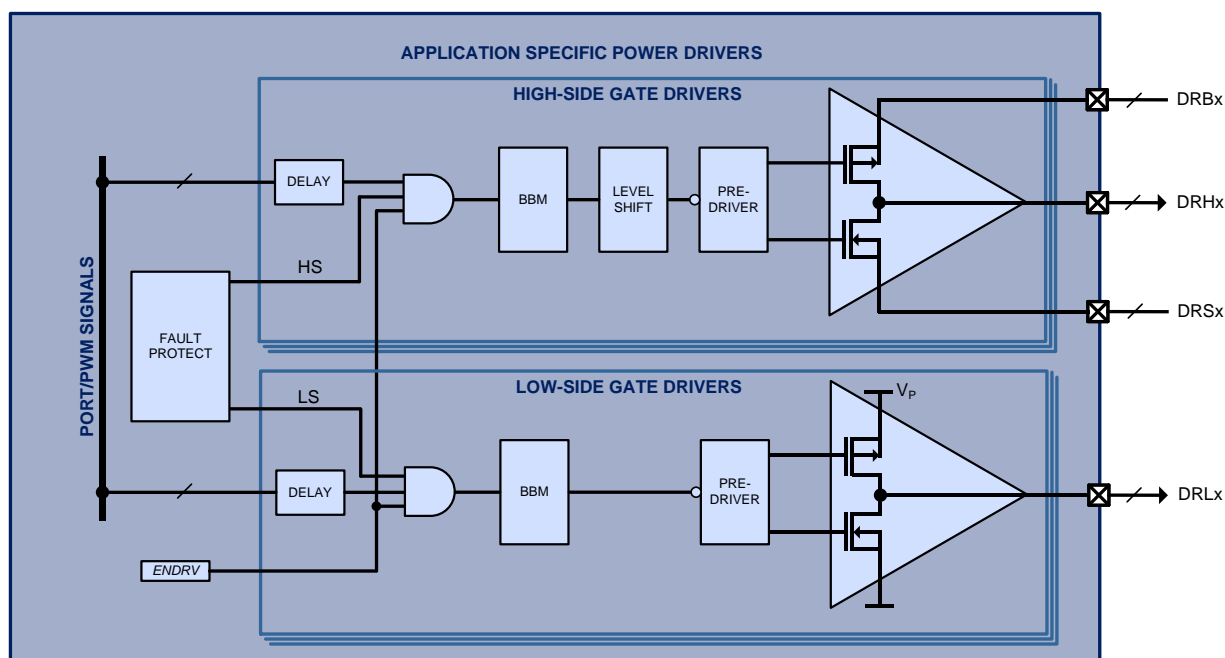 APPLICATION SPECIFIC POWER DRIVERS
HIGH-SIDE GATE DRIVERS
DRBx
DELAY
BBM
LEVEL
SHIFT
PRE-
DRIVER
DRHx
HS
PORT/PWM SIGNALS
FAULT
PROTECT
DRSx
LOW-SIDE GATE DRIVERS
LS
VP
DELAY
BBM
PRE-
DRIVER
DRLx
ENDRV